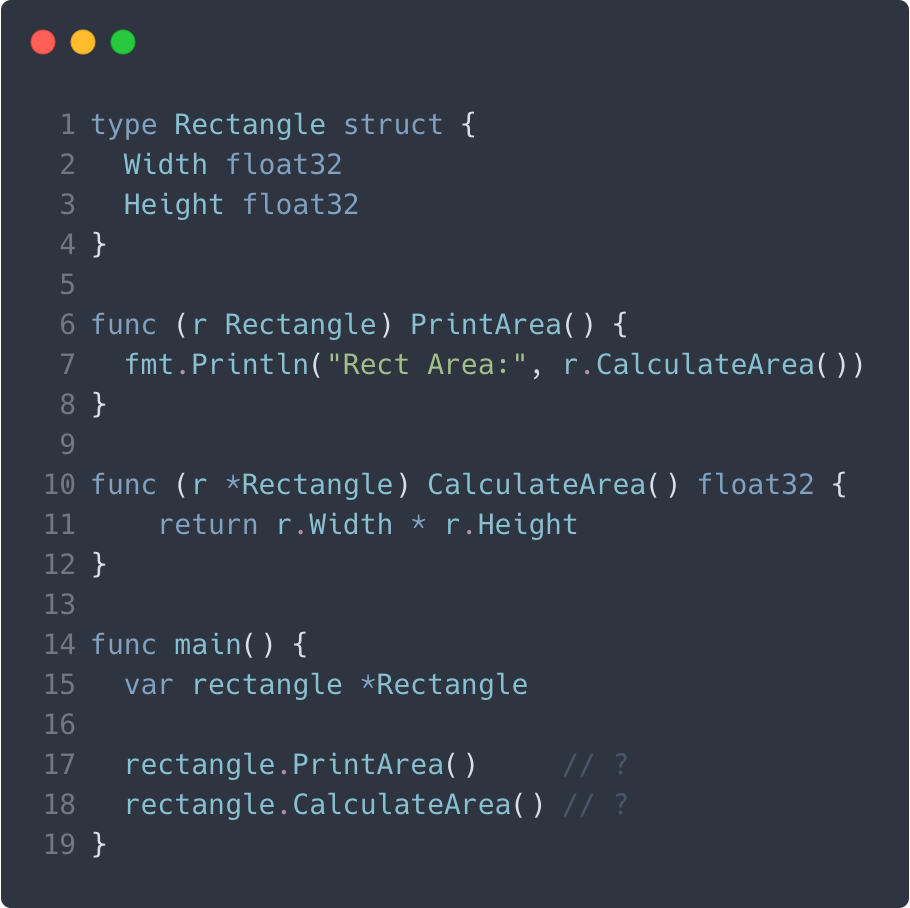 1 type Rectangle struct {
2   Width float32
3   Height float32
4 }
5
6 func (r Rectangle) PrintArea() {
7   fmt.Println("Rect Area:", r.CalculateArea())
8 }
9
10 func (r *Rectangle) CalculateArea() float32 {
11     return r.Width * r.Height
12 }
13
14 func main() {
15   var rectangle *Rectangle
16
17   rectangle.PrintArea()     // ?
18   rectangle.CalculateArea() // ?
19 }